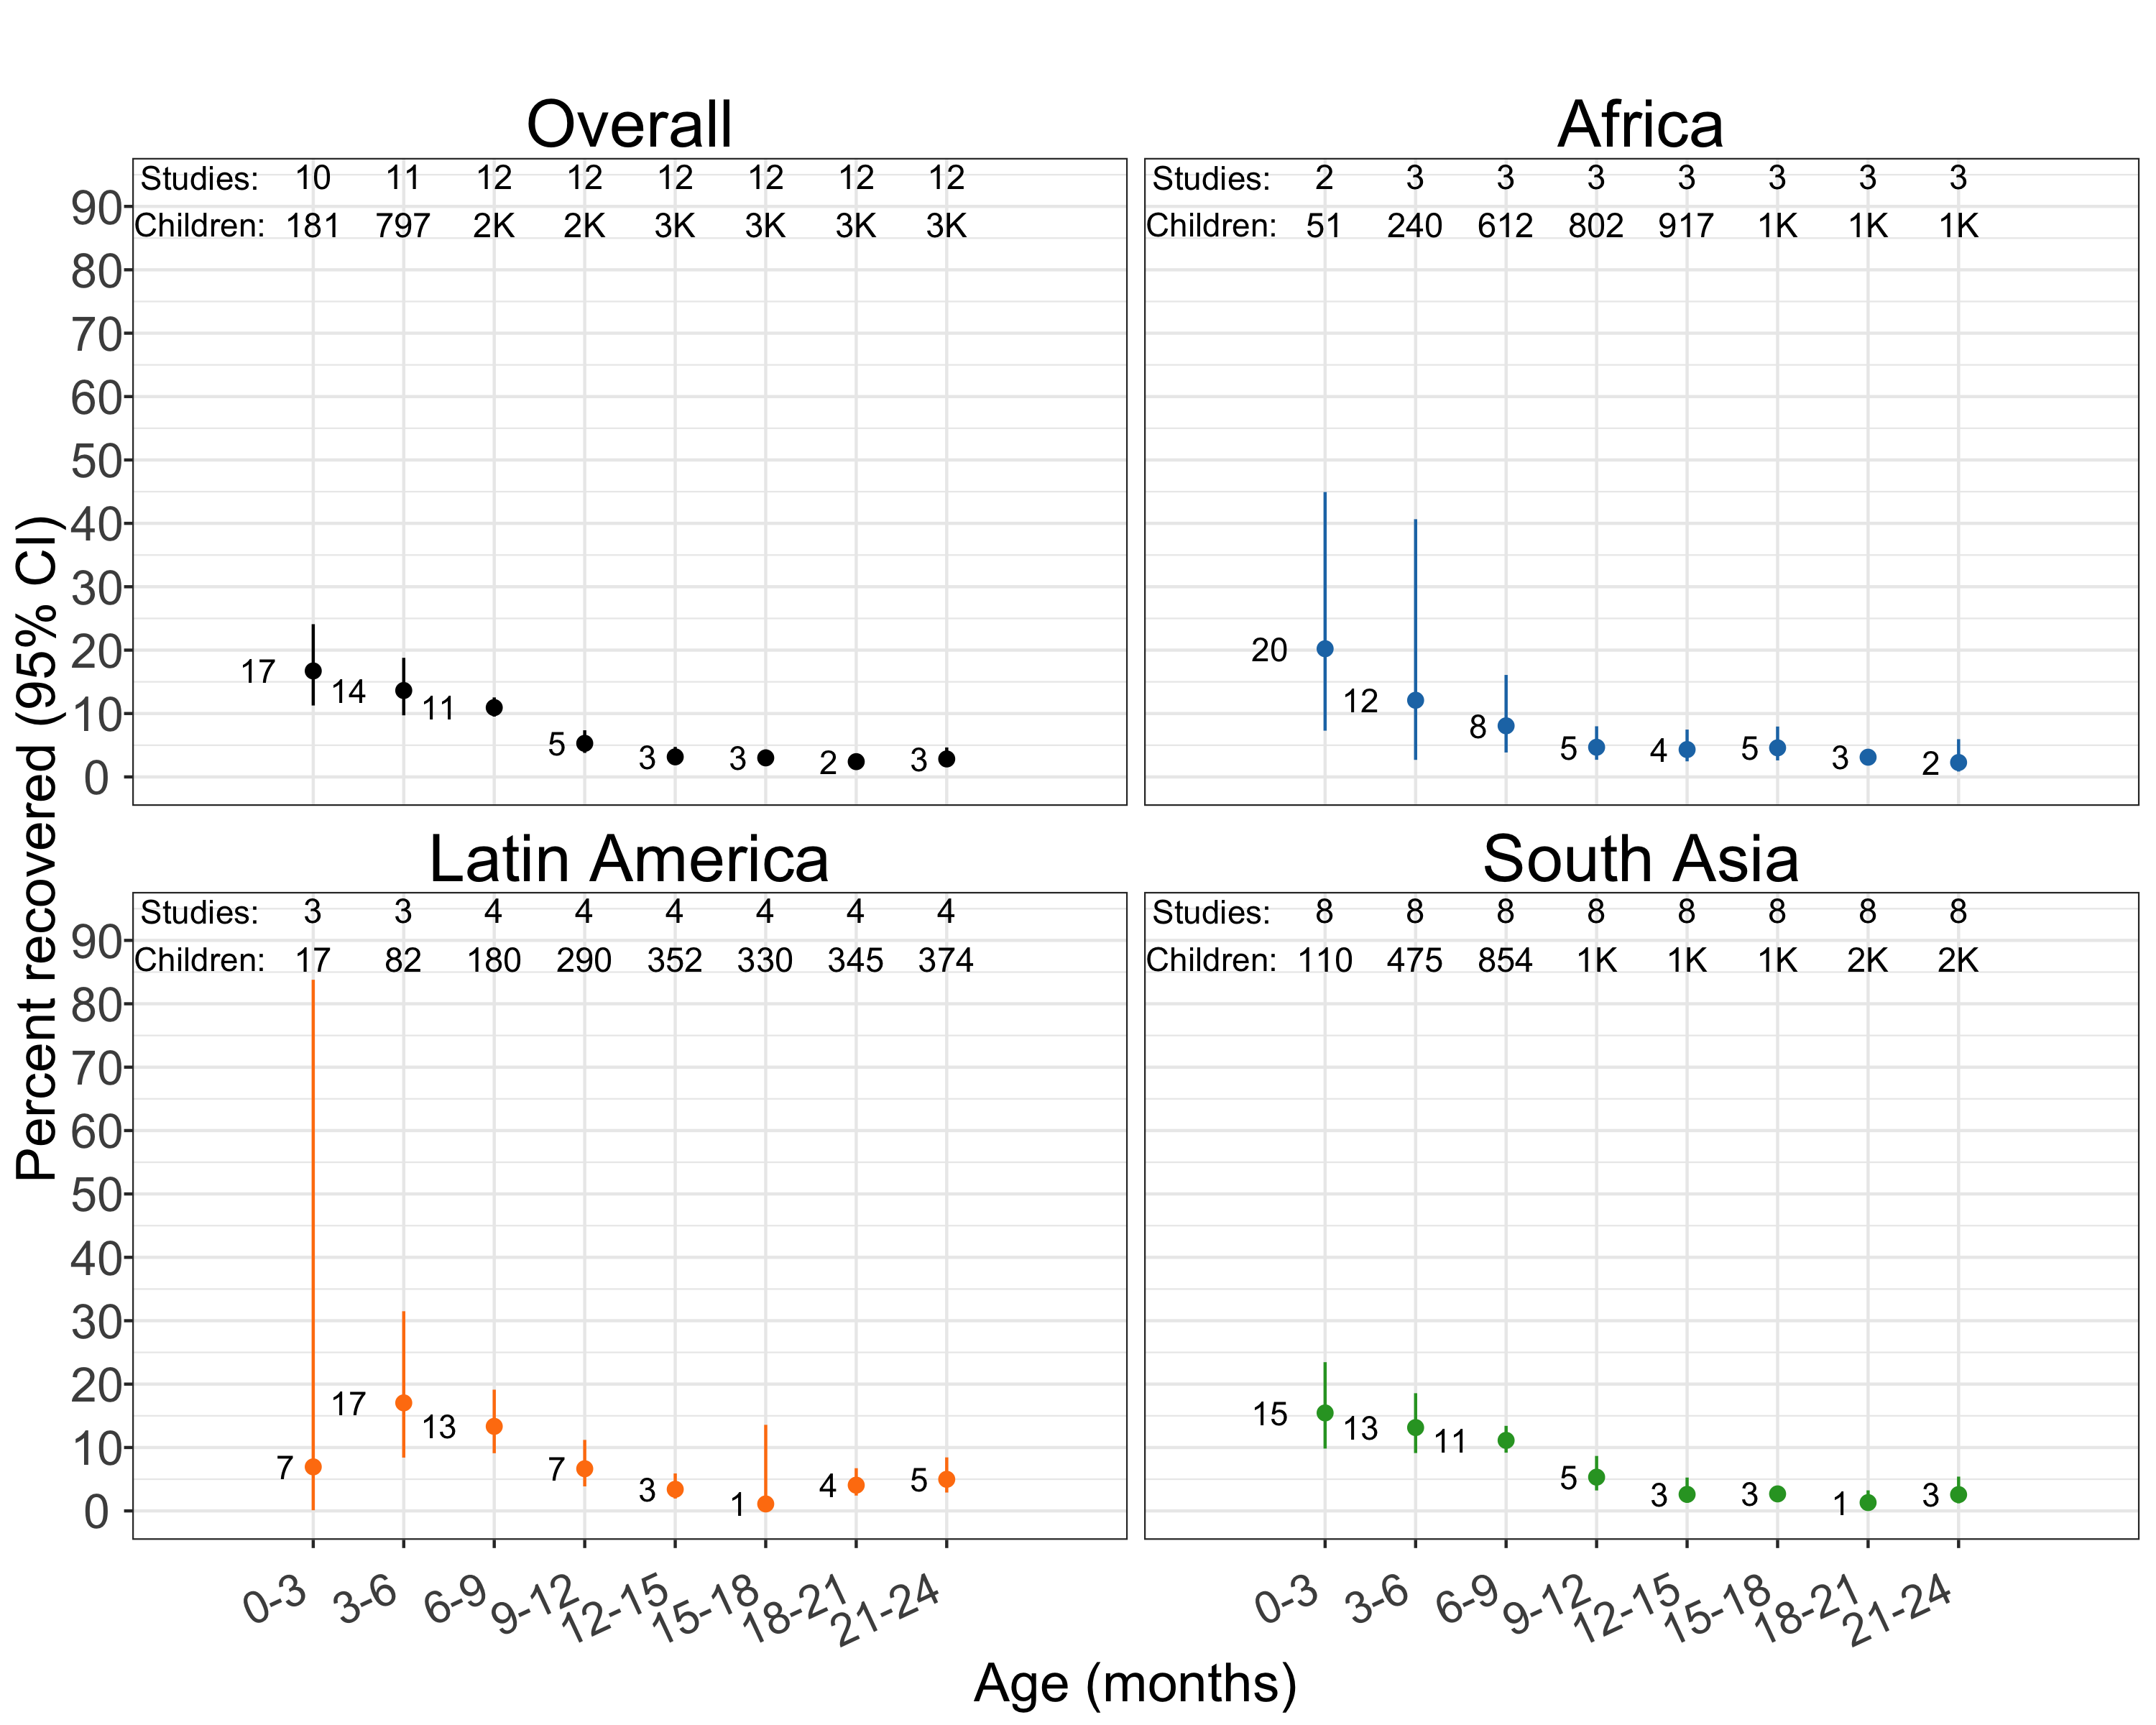 Overall
Studies: 10 11 12 12 12 12 12 12
Children: 181 797 2K 2K 3K 3K 3K 3K
90
80
70
60
50
40
30
20
10
0
17 14 11 5 3 3 2 3
Africa
Studies: 2 3 3 3 3 3 3 3
Children: 51 240 612 802 917 1K 1K 1K
20 12 8 5 4 5 3 2
Percent recovered (95% CI)
Latin America
Studies: 3 3 4 4 4 4 4 4
Children: 17 82 180 290 352 330 345 374
90
80
70
60
50
40
30
20
10
0
7 17 13 7 3 1 4 5
0-3 3-6 6-9 9-12 12-15 15-18 18-21 21-24
South Asia
Studies: 8 8 8 8 8 8 8 8
Children: 110 475 854 1K 1K 1K 2K 2K
15 13 11 5 3 3 1 3
0-3 3-6 6-9 9-12 12-15 15-18 18-21 21-24
Age (months)